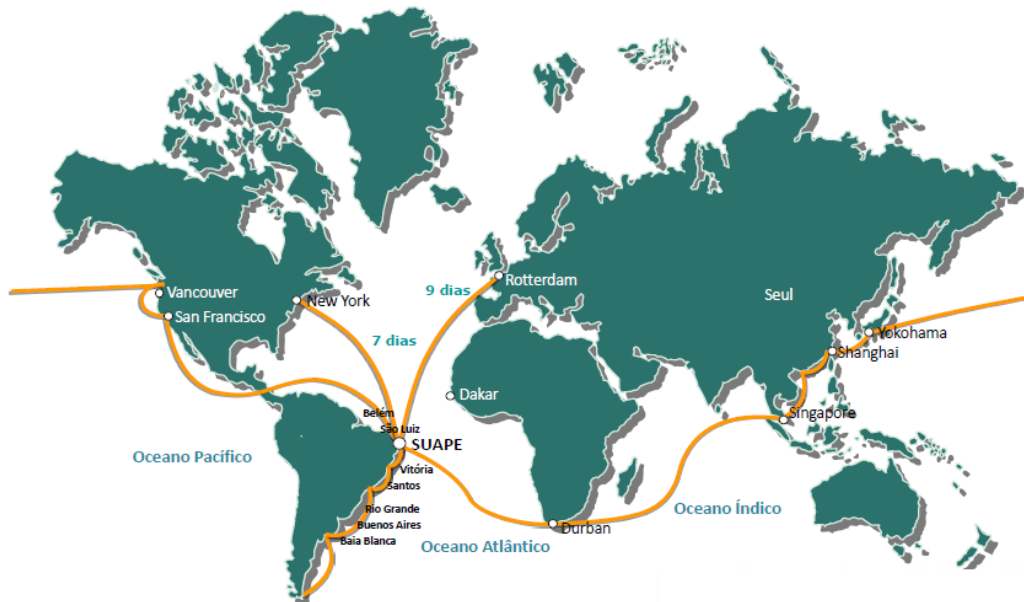 Vancouver
San Francisco
New York
9 dias
Rotterdam
7 dias
Seul
Yokohama
Shanghai
Dakar
Singapore
Belém
São Luiz
SUAPE
Oceano Pacífico
Vitória
Santos
Rio Grande
Buenos Aires
Baia Blanca
Oceano Atlântico
Durban
Oceano Índico